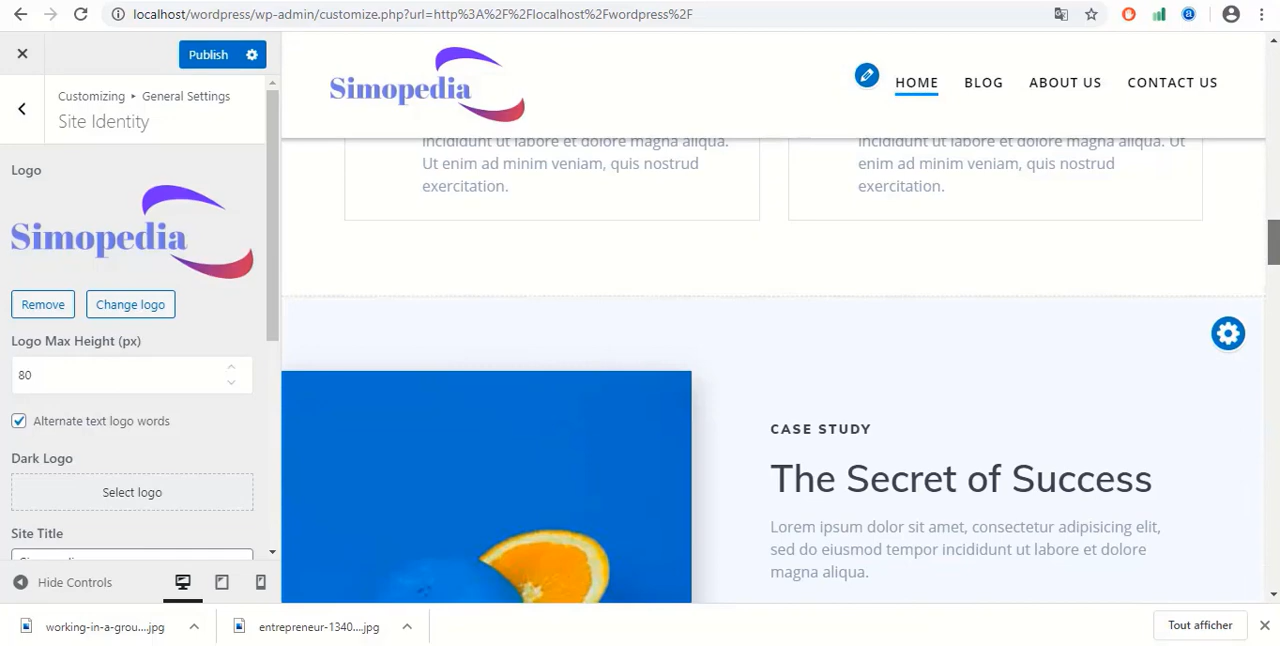 localhost/wordpress/wp-admin/customize.php?url=http%3A%2F%2Flocalhost%2Fwordpress%2F
Publish
Customizing ▸ General Settings
Site Identity
Logo
Simopedia
Remove
Change logo
Logo Max Height (px)
80
Alternate text logo words
Dark Logo
Select logo
Site Title
Hide Controls
Simopedia
HOME
BLOG
ABOUT US
CONTACT US
incididunt ut labore et dolore magna aliqua.
Ut enim ad minim veniam, quis nostrud
exercitation.
incididunt ut labore et dolore magna aliqua. Ut
enim ad minim veniam, quis nostrud
exercitation.
CASE STUDY
The Secret of Success
Lorem ipsum dolor sit amet, consectetur adipisicing elit,
sed do eiusmod tempor incididunt ut labore et dolore
magna aliqua.
working-in-a-grou....jpg
entrepreneur-1340....jpg
Tout afficher